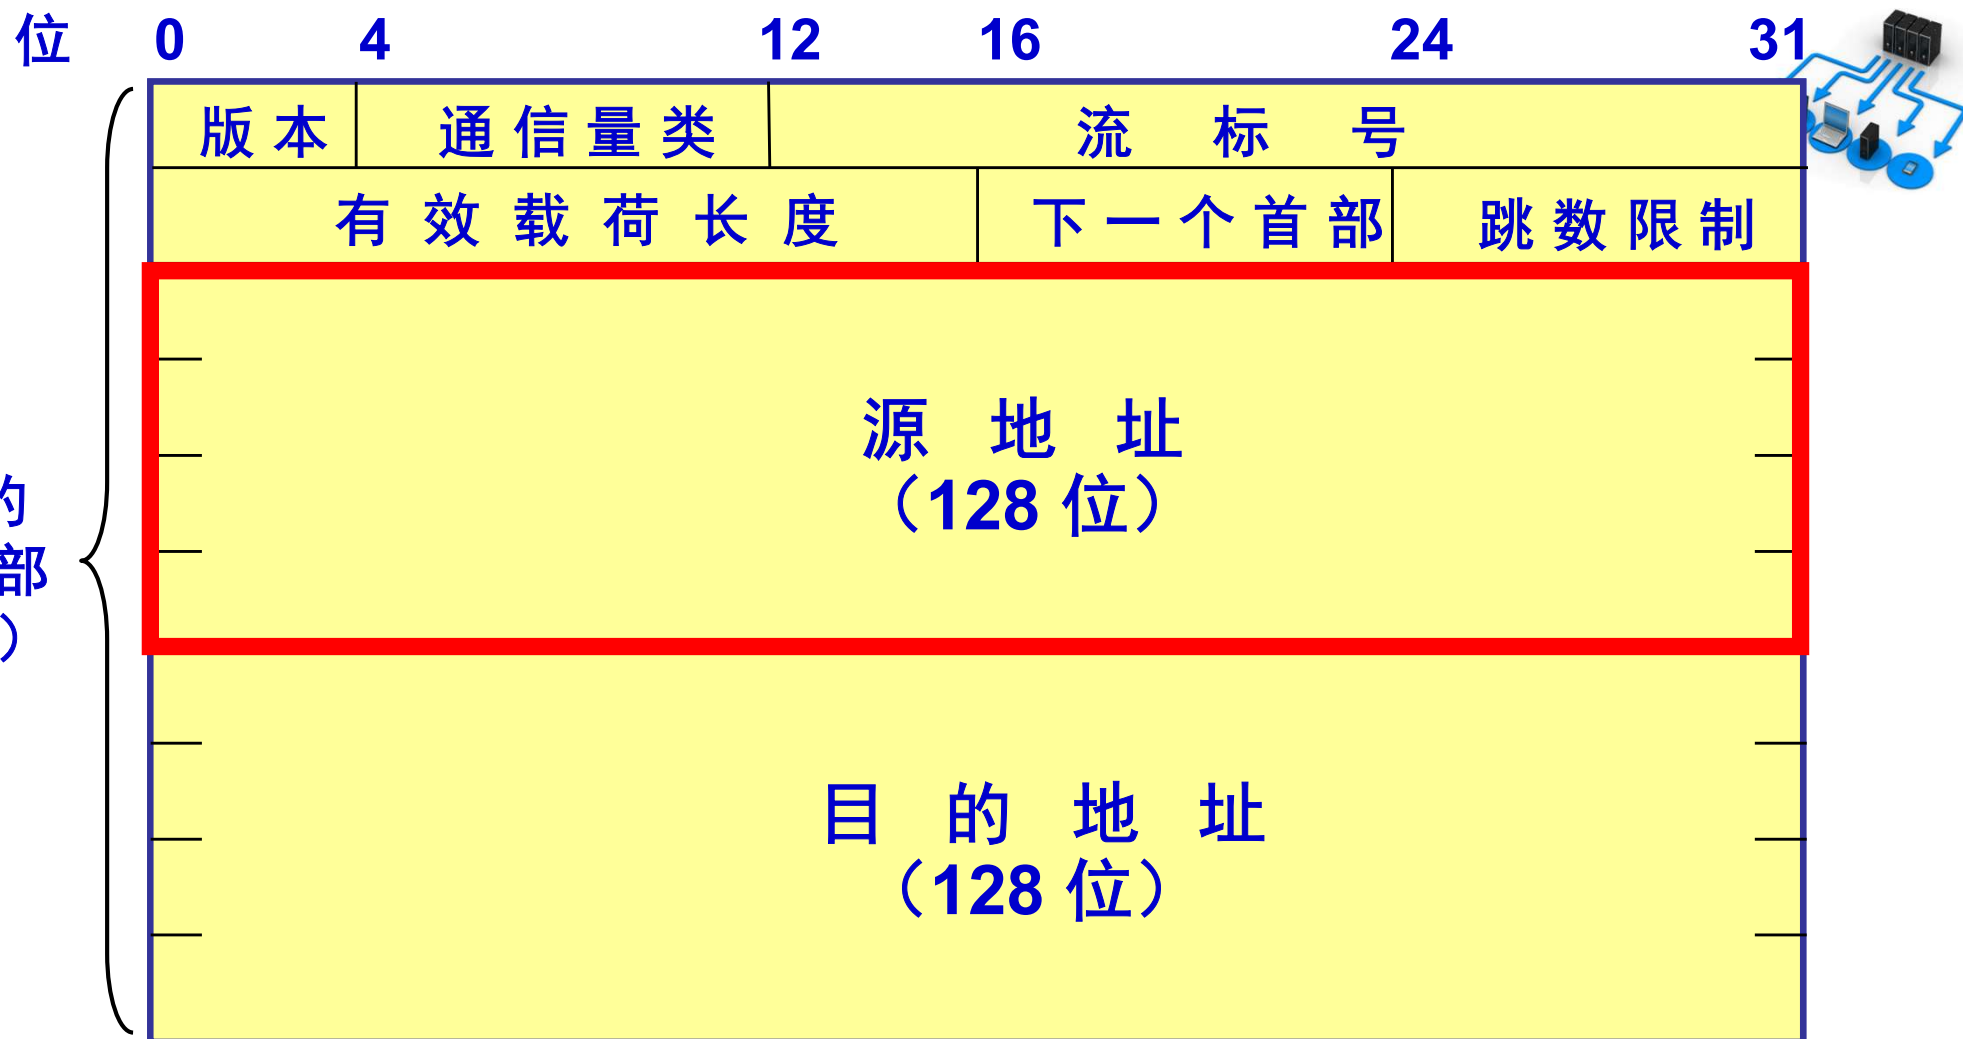 位 0 4 12 16 24 31
版本 通信量类 流标号
有效载荷长度 下一个首部 跳数限制
源地址
（128 位）
的
部
）
目的地址
（128 位）